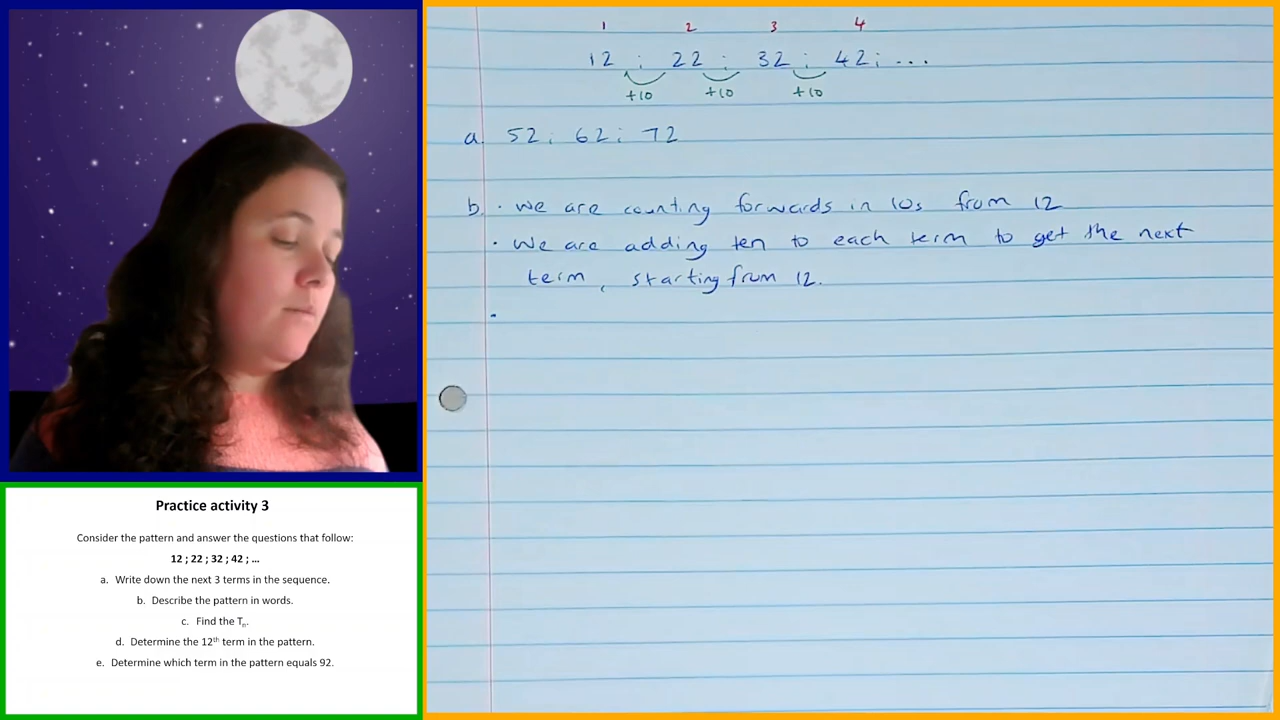 1 2 3 4
12 ; 22 ; 32 ; 42 ; ...
+10 +10 +10
a. 52 ; 62 ; 72
b. · We are counting forwards in 10s from 12
· We are adding ten to each term to get the next
term, starting from 12.
·
Practice activity 3
Consider the pattern and answer the questions that follow:
12 ; 22 ; 32 ; 42 ; ...
a. Write down the next 3 terms in the sequence.
b. Describe the pattern in words.
c. Find the Tn.
d. Determine the 12th term in the pattern.
e. Determine which term in the pattern equals 92.